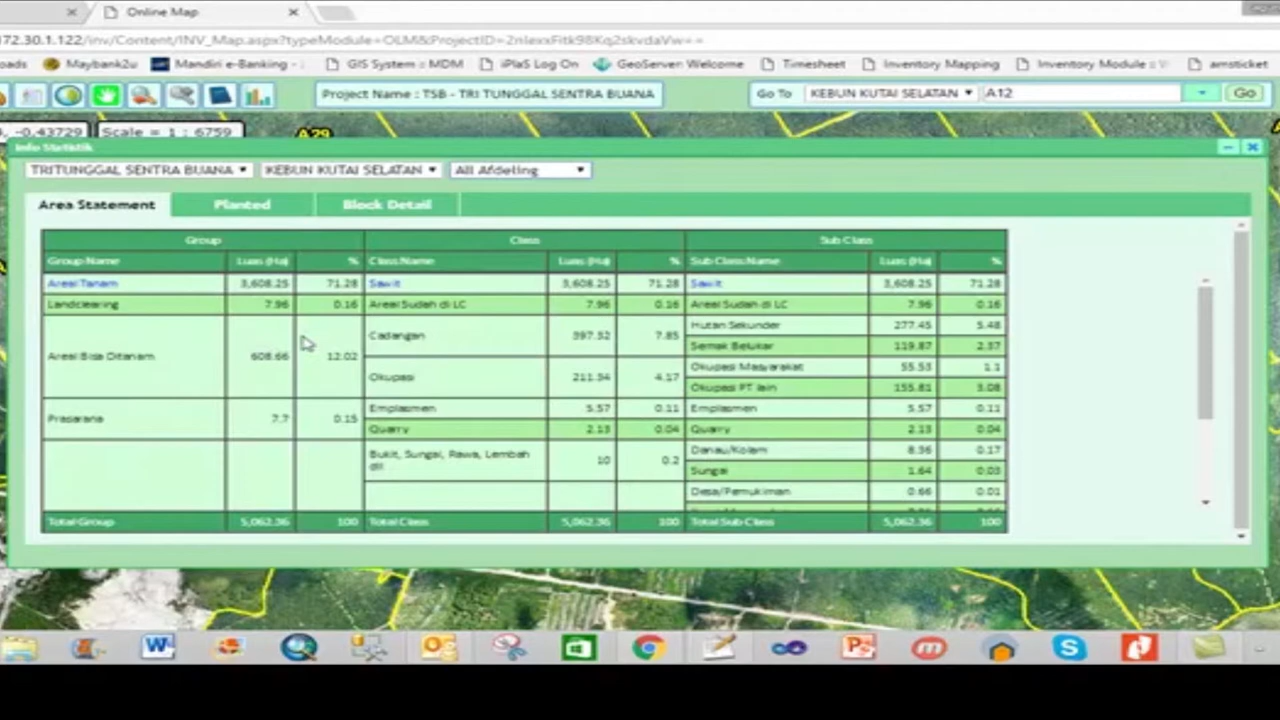 Online Map
72.30.1.122/inv/Content/INV_Map.aspx?typeModule=OLM&ProjectID=
oads Maybank2u Mandiri e-Banking - GIS System :: MDM iPlaS Log On GeoServer: Welcome Timesheet Inventory Mapping Inventory Module :: amsticket
Project Name : TSB - TRI TUNGGAL SENTRA BUANA Go To KEBUN KUTAI SELATAN A12 Go
, -0.43729 Scale = 1 : 6759 A29
Info Statistik
TRITUNGGAL SENTRA BUANA KEBUN KUTAI SELATAN All Afdeling
Area Statement Planted Block Detail
Group Class Sub Class
Group Name Luas (Ha) % Class Name Luas (Ha) % Sub Class Name Luas (Ha) %
Areal Tanam 3,608.25 71.28 Sawit 3,608.25 71.28 Sawit 3,608.25 71.28
Landclearing 7.96 0.16 Areal Sudah di LC 7.96 0.16 Areal Sudah di LC 7.96 0.16
Areal Bisa Ditanam 608.66 12.02 Cadangan 397.32 7.85 Hutan Sekunder 277.45 5.48
Semak Belukar 119.87 2.37
Okupasi 211.34 4.17 Okupasi Masyarakat 55.53 1.1
Okupasi PT lain 155.81 3.08
Prasarana 7.7 0.15 Emplasmen 5.57 0.11 Emplasmen 5.57 0.11
Quarry 2.13 0.04 Quarry 2.13 0.04
Bukit, Sungai, Rawa, Lembah dll 10 0.2 Danau/Kolam 8.36 0.17
Sungai 1.64 0.03
Desa/Pemukiman 0.66 0.01
Total Group 5,062.36 100 Total Class 5,062.36 100 Total Sub Class 5,062.36 100